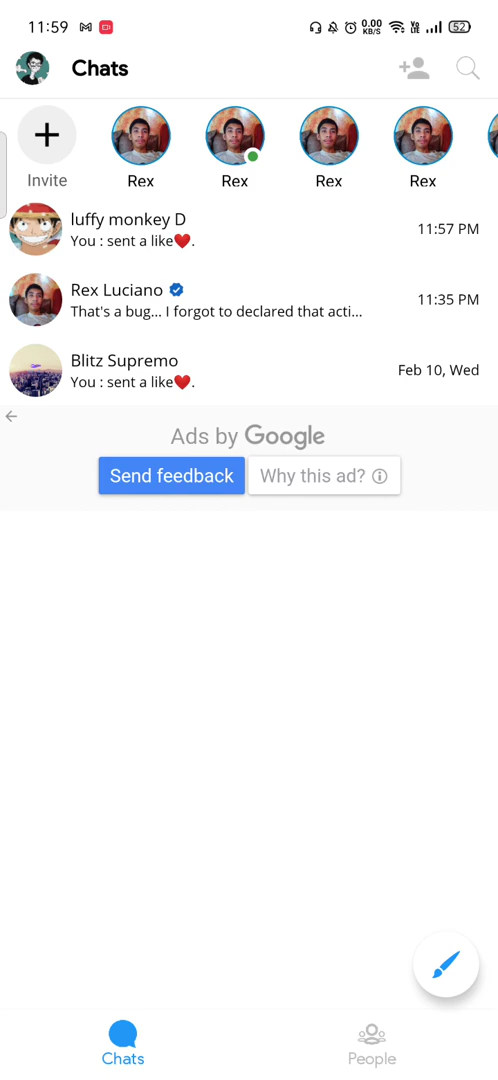 11:59 0.00 KB/S Vo LTE 52
Chats
Invite Rex Rex Rex Rex
luffy monkey D
You : sent a like❤️. 11:57 PM
Rex Luciano
That's a bug... I forgot to declared that acti... 11:35 PM
Blitz Supremo
You : sent a like❤️. Feb 10, Wed
Ads by Google
Send feedback Why this ad?
Chats People